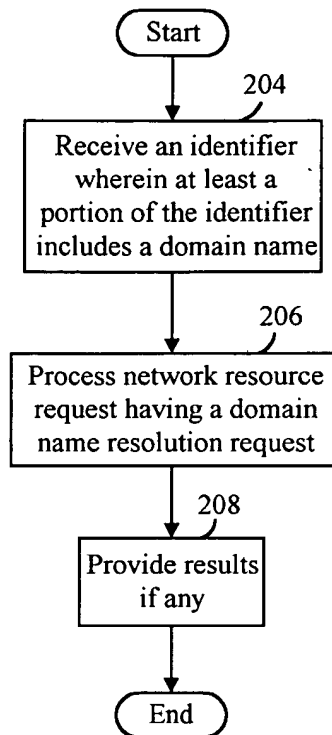 Start
204
Receive an identifier
wherein at least a
portion of the identifier
includes a domain name
206
Process network resource
request having a domain
name resolution request
208
Provide results
if any
End